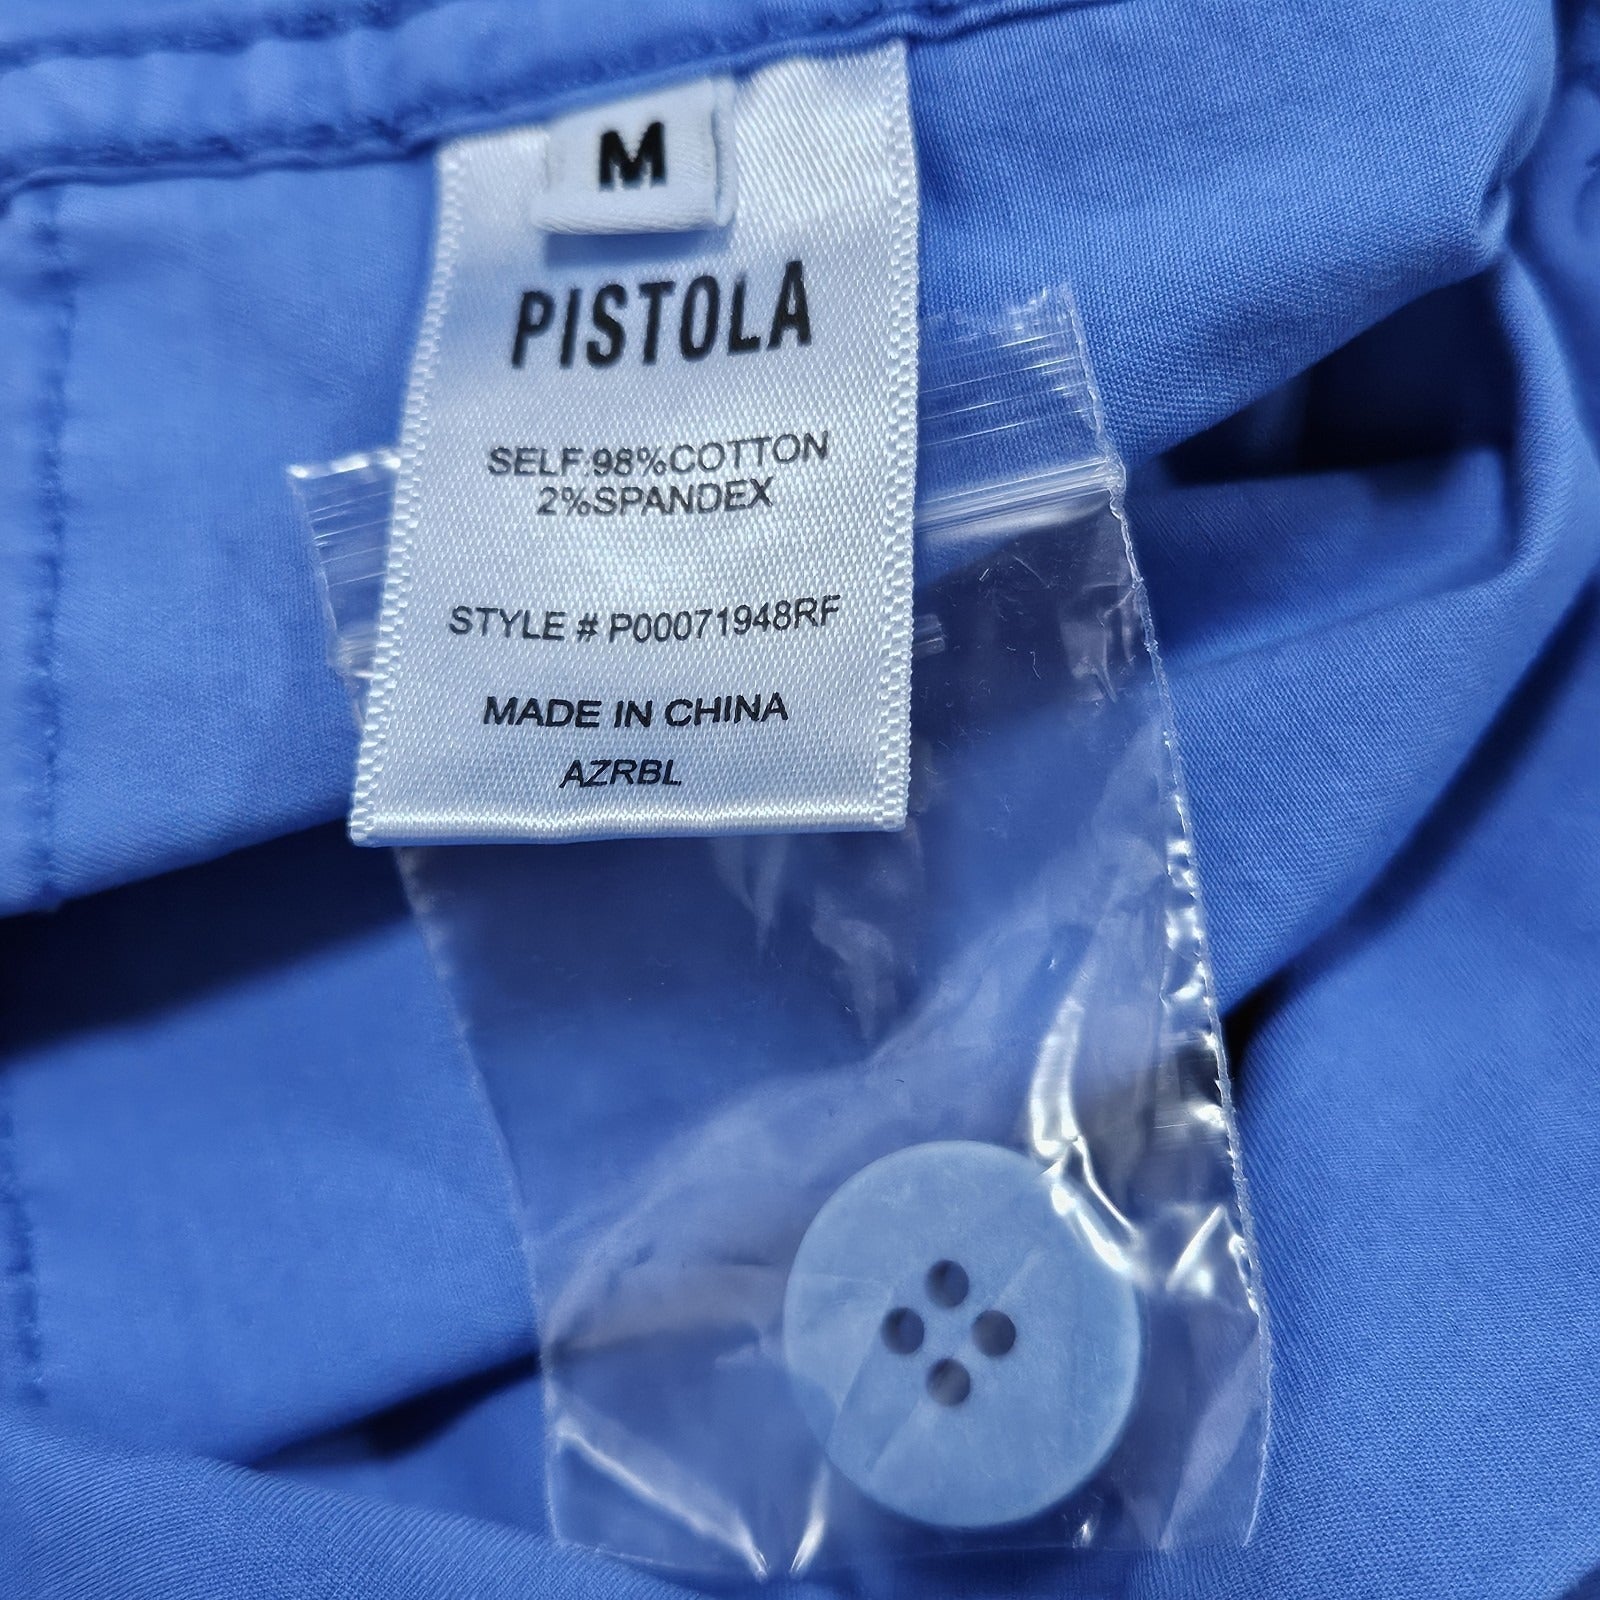 M
PISTOLA
SELF:98%COTTON
2%SPANDEX
STYLE # P00071948RF
MADE IN CHINA
AZRBL